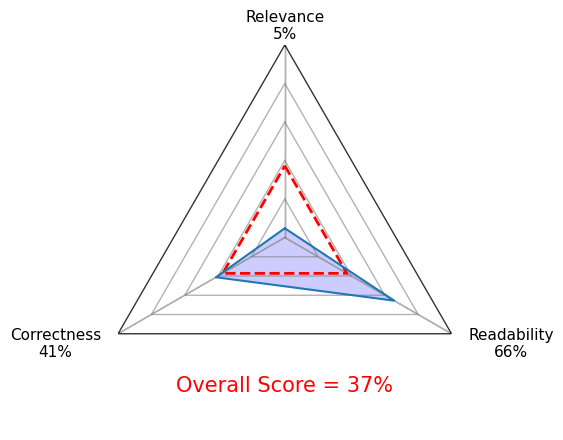 Relevance
5%
Correctness
41%
Readability
66%
Overall Score = 37%